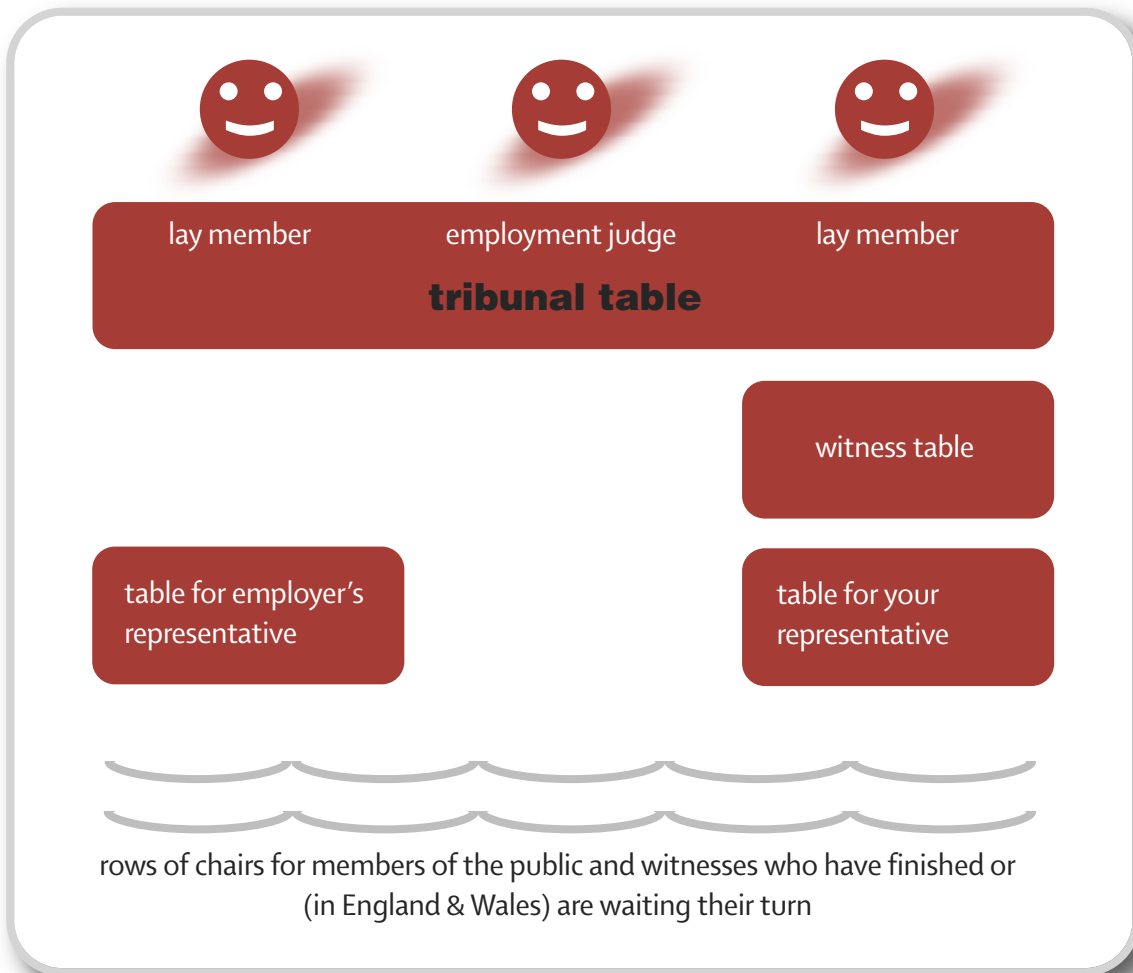 lay member employment judge lay member
tribunal table
witness table
table for employer’s
representative
table for your
representative
rows of chairs for members of the public and witnesses who have finished or
(in England & Wales) are waiting their turn